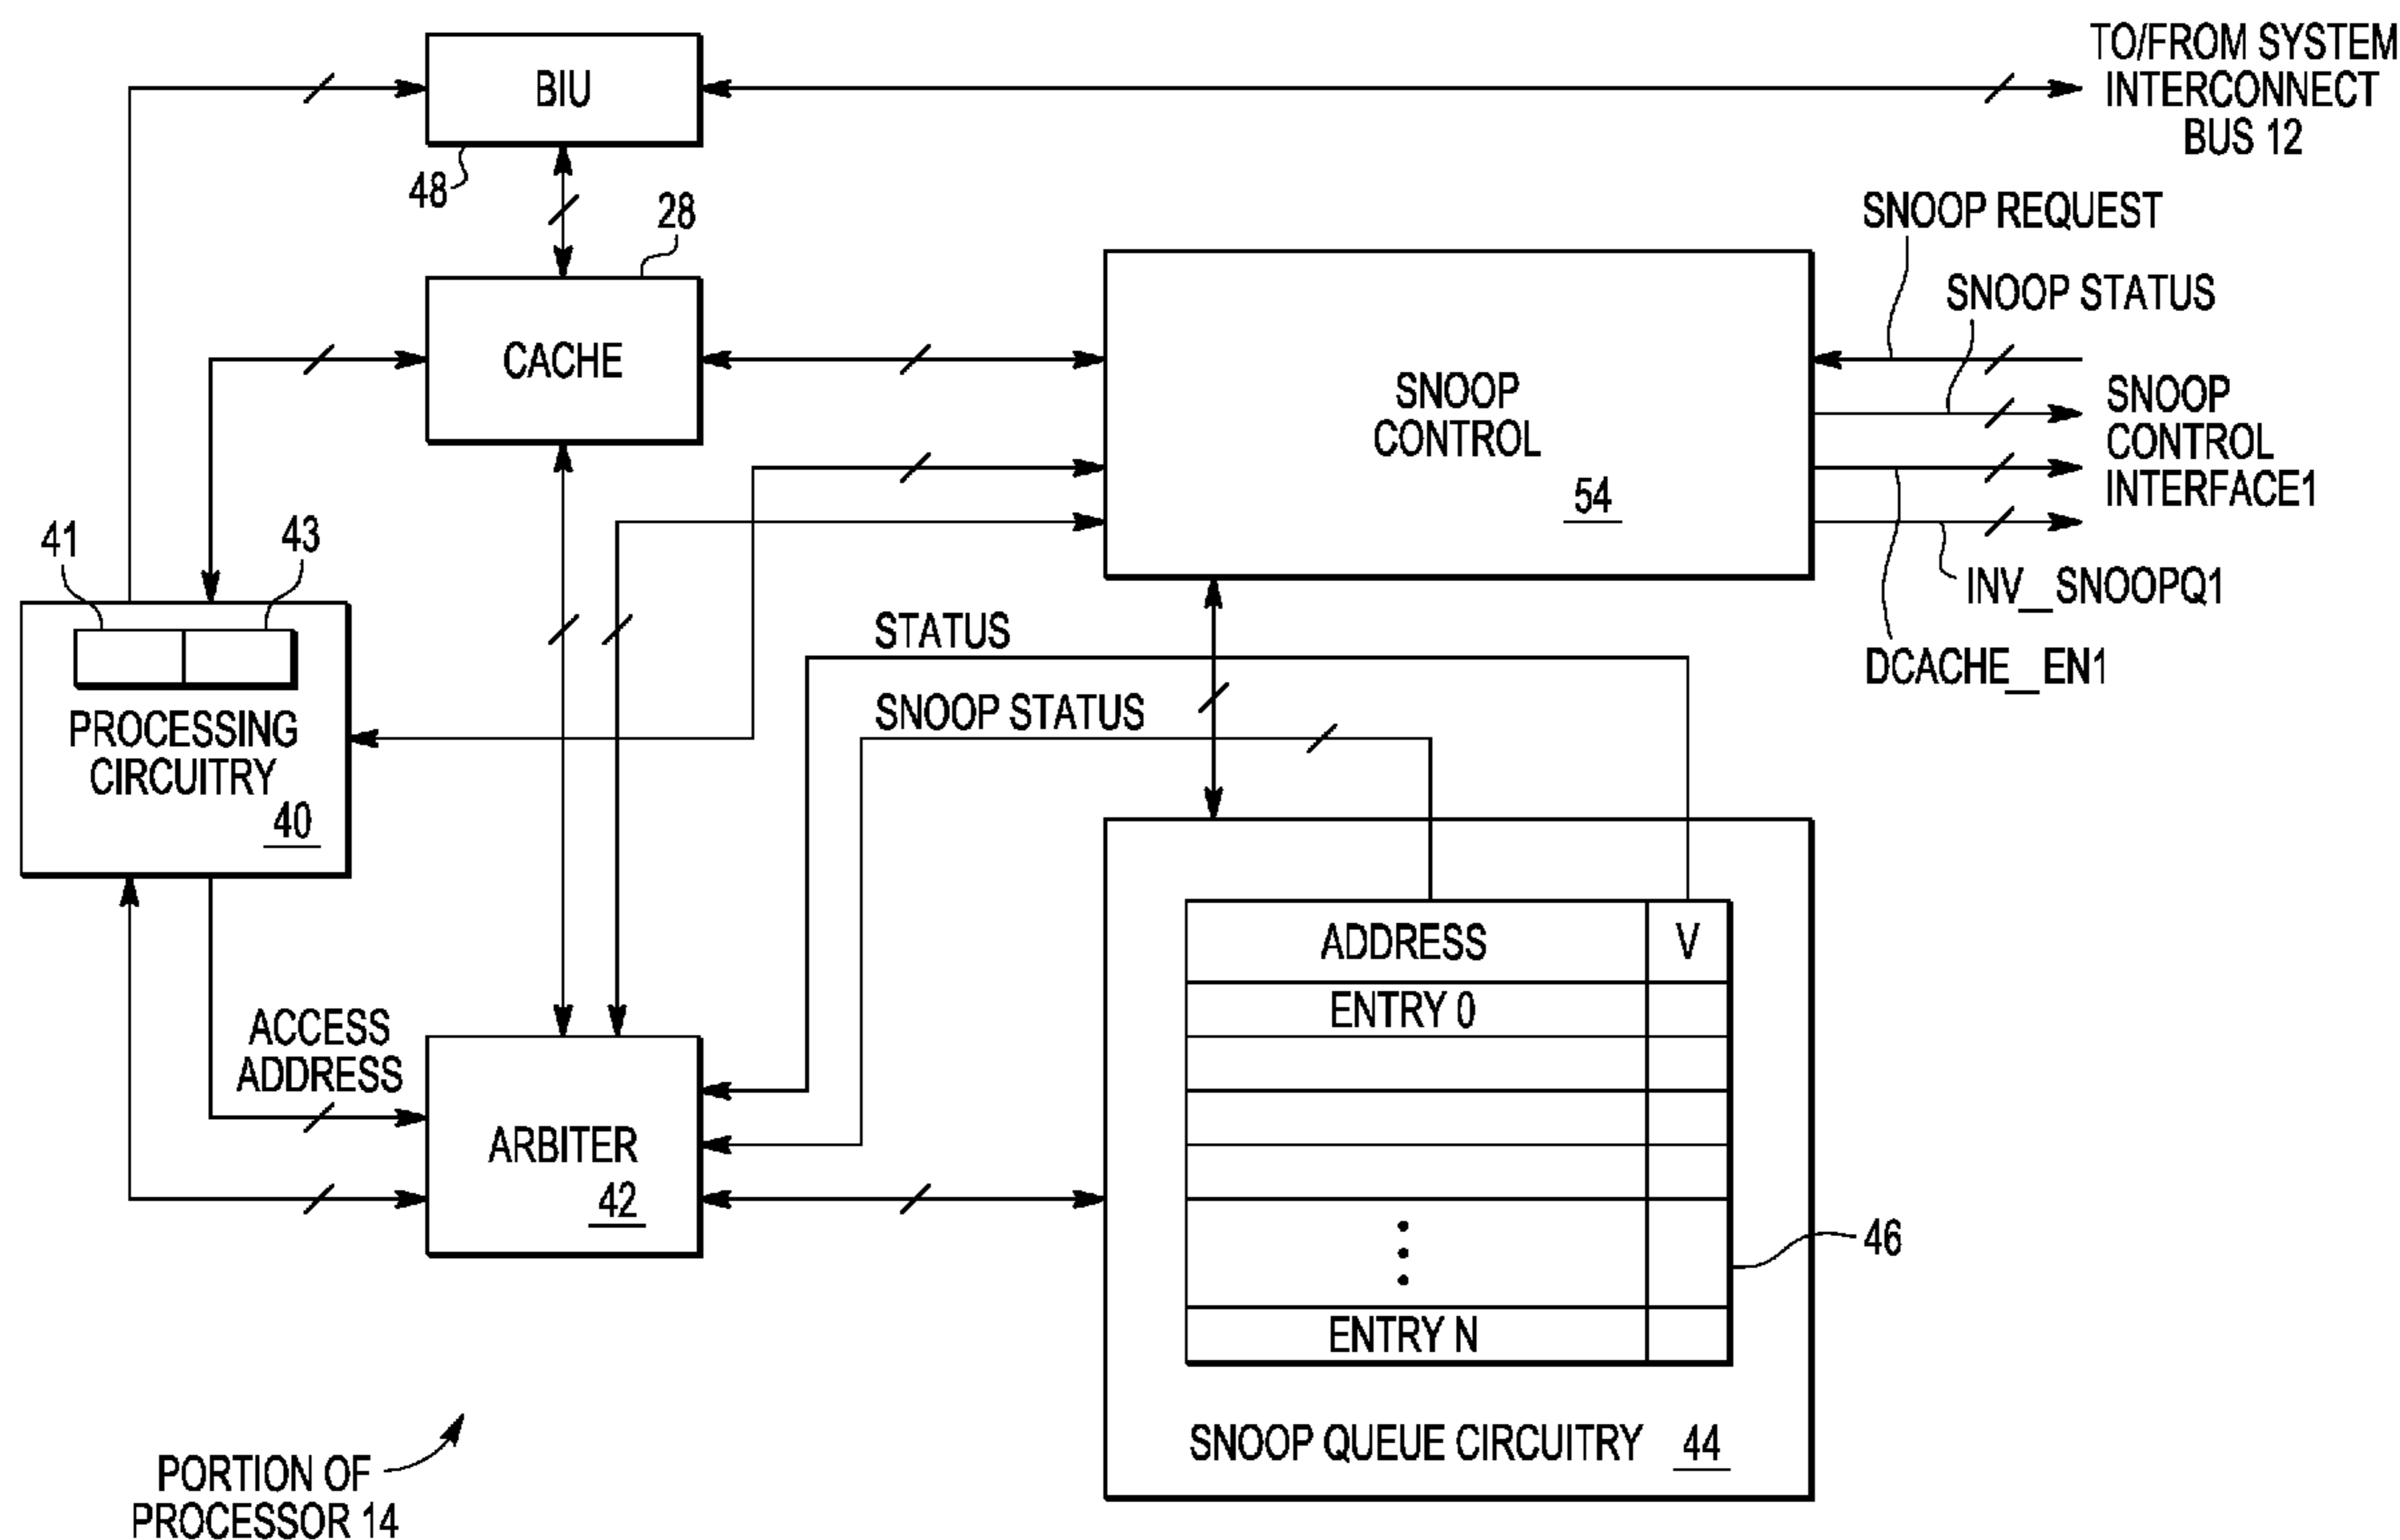 TO/FROM SYSTEM
INTERCONNECT
BUS 12
BIU
48
28
SNOOP REQUEST
SNOOP STATUS
CACHE
SNOOP
CONTROL
54
SNOOP
CONTROL
INTERFACE1
INV__SNOOPQ1
DCACHE__EN1
41
43
STATUS
SNOOP STATUS
PROCESSING
CIRCUITRY
40
ACCESS
ADDRESS
ARBITER
42
ADDRESS V
ENTRY 0
ENTRY N
46
SNOOP QUEUE CIRCUITRY 44
PORTION OF
PROCESSOR 14